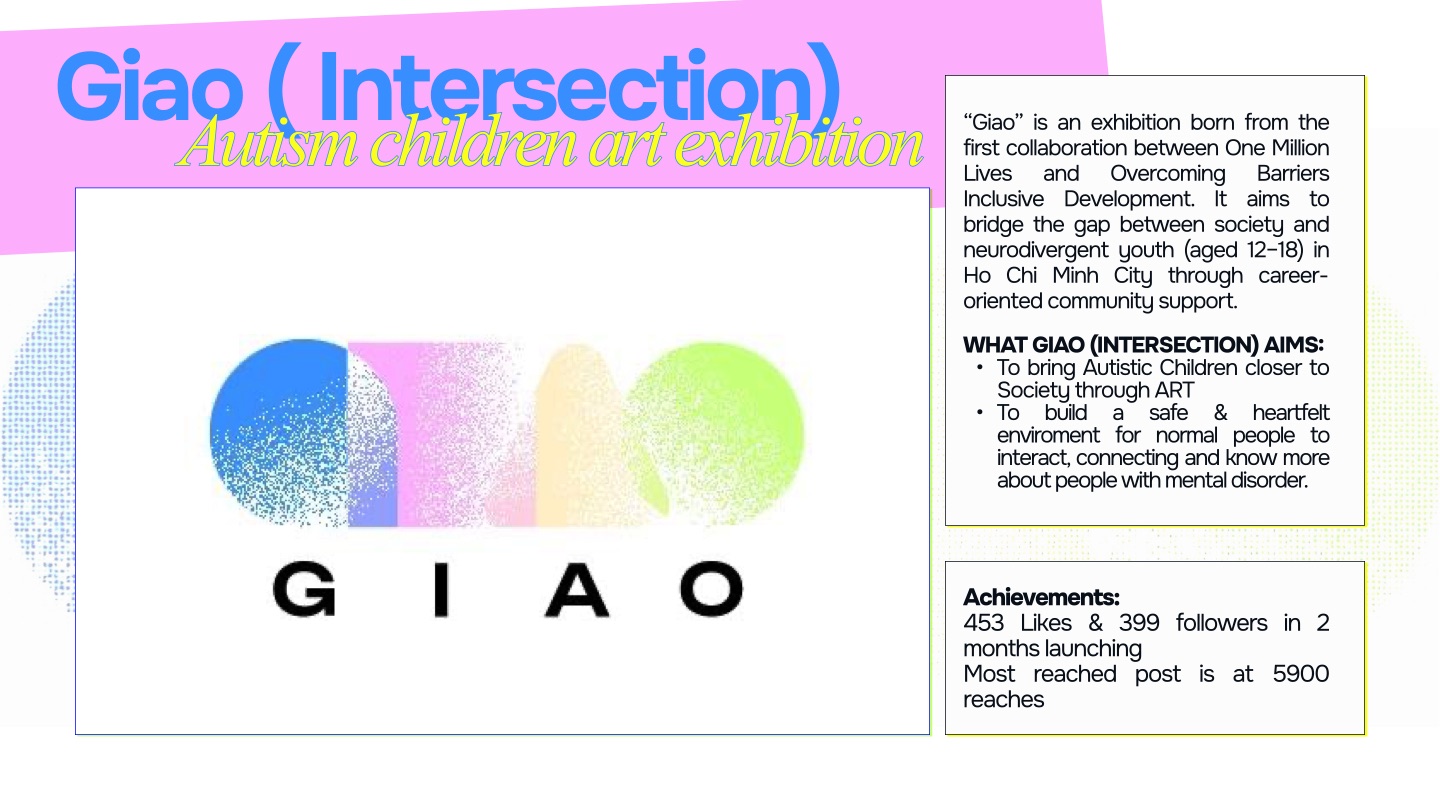 Giao ( Intersection)
Autism children art exhibition
G I A O
“Giao” is an exhibition born from the
first collaboration between One Million
Lives and Overcoming Barriers
Inclusive Development. It aims to
bridge the gap between society and
neurodivergent youth (aged 12–18) in
Ho Chi Minh City through career-
oriented community support.
WHAT GIAO (INTERSECTION) AIMS:
• To bring Autistic Children closer to
Society through ART
• To build a safe & heartfelt
enviroment for normal people to
interact, connecting and know more
about people with mental disorder.
Achievements:
453 Likes & 399 followers in 2
months launching
Most reached post is at 5900
reaches